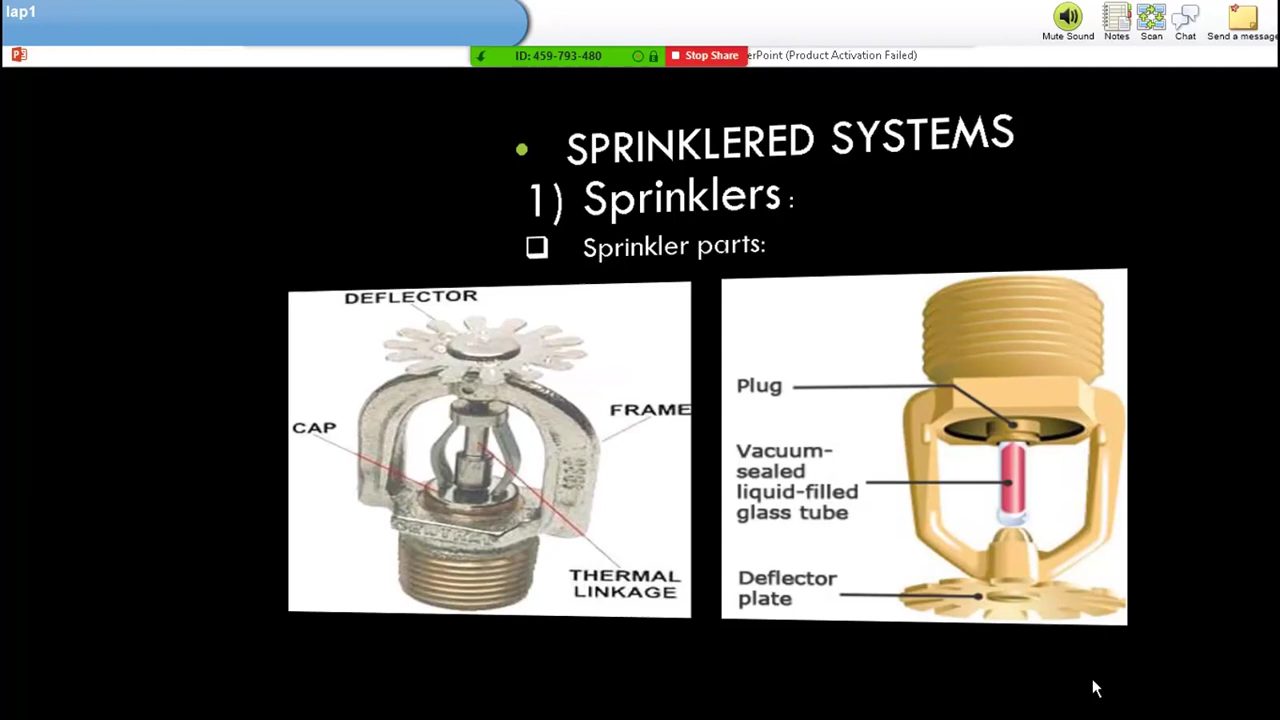 lap1
Mute Sound
Notes
Scan
Chat
Send a message
ID: 459-793-480
Stop Share
erPoint (Product Activation Failed)
SPRINKLERED SYSTEMS
1) Sprinklers :
Sprinkler parts:
DEFLECTOR
FRAME
CAP
THERMAL
LINKAGE
Plug
Vacuum-
sealed
liquid-filled
glass tube
Deflector
plate